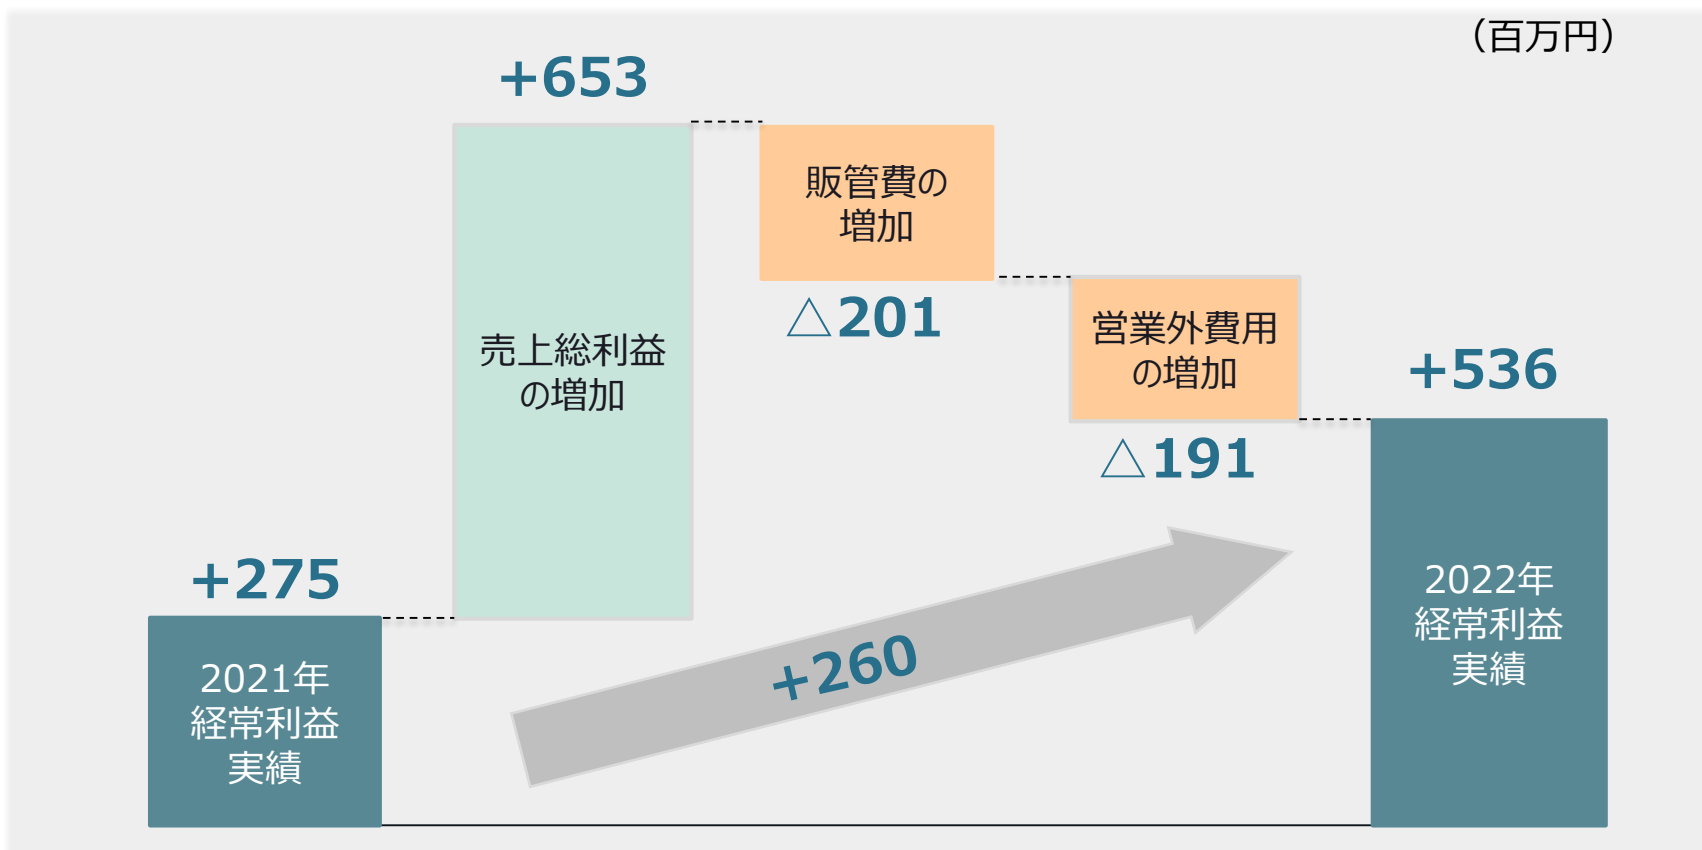 （百万円）
+653
販管費の
増加
△201
売上総利益
の増加
営業外費用
の増加
△191
+536
+275
2021年
経常利益
実績
+260
2022年
経常利益
実績